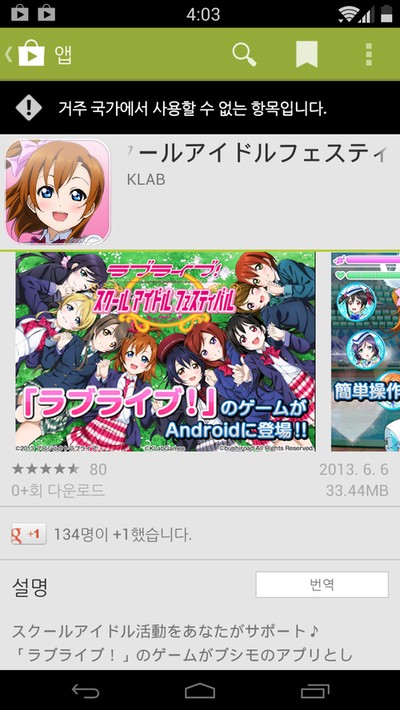 4:03
앱
거주 국가에서 사용할 수 없는 항목입니다.
ールアイドルフェスティ
KLAB
ラブライブ!
スクールアイドルフェスティバル
「ラブライブ！」のゲームが
Androidに登場!!
©KLabGames
©bushiroad All Rights Reserved
簡単操作
80
2013. 6. 6
0+회 다운로드
33.44MB
g +1
134명이 +1했습니다.
설명
번역
スクールアイドル活動をあなたがサポート♪
「ラブライブ！」のゲームがブシモのアプリとし